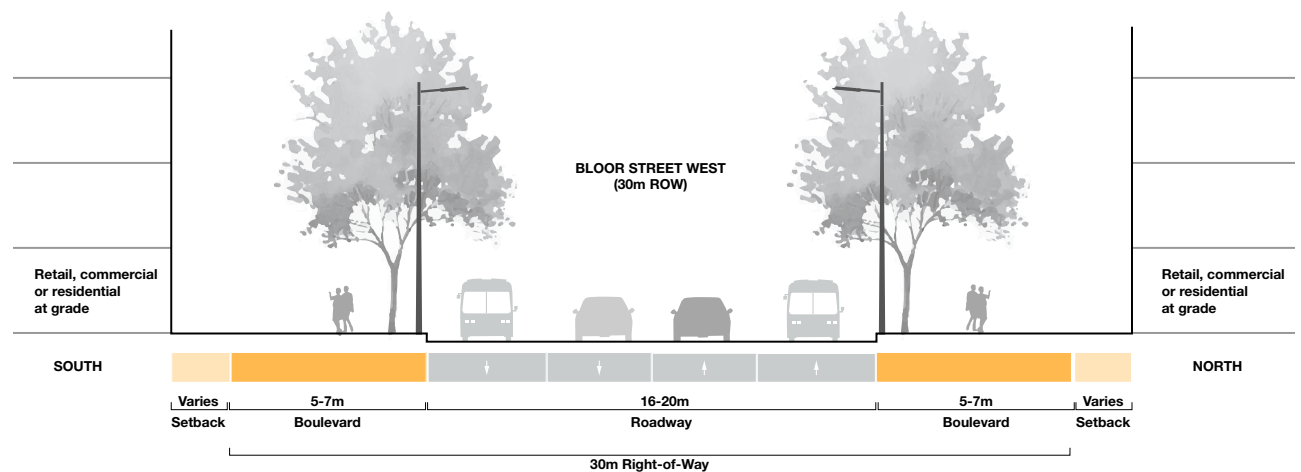 BLOOR STREET WEST
(30m ROW)
Retail, commercial
or residential
at grade
Retail, commercial
or residential
at grade
SOUTH
NORTH
Varies
5-7m
16-20m
5-7m
Varies
Setback
Boulevard
Roadway
Boulevard
Setback
30m Right-of-Way